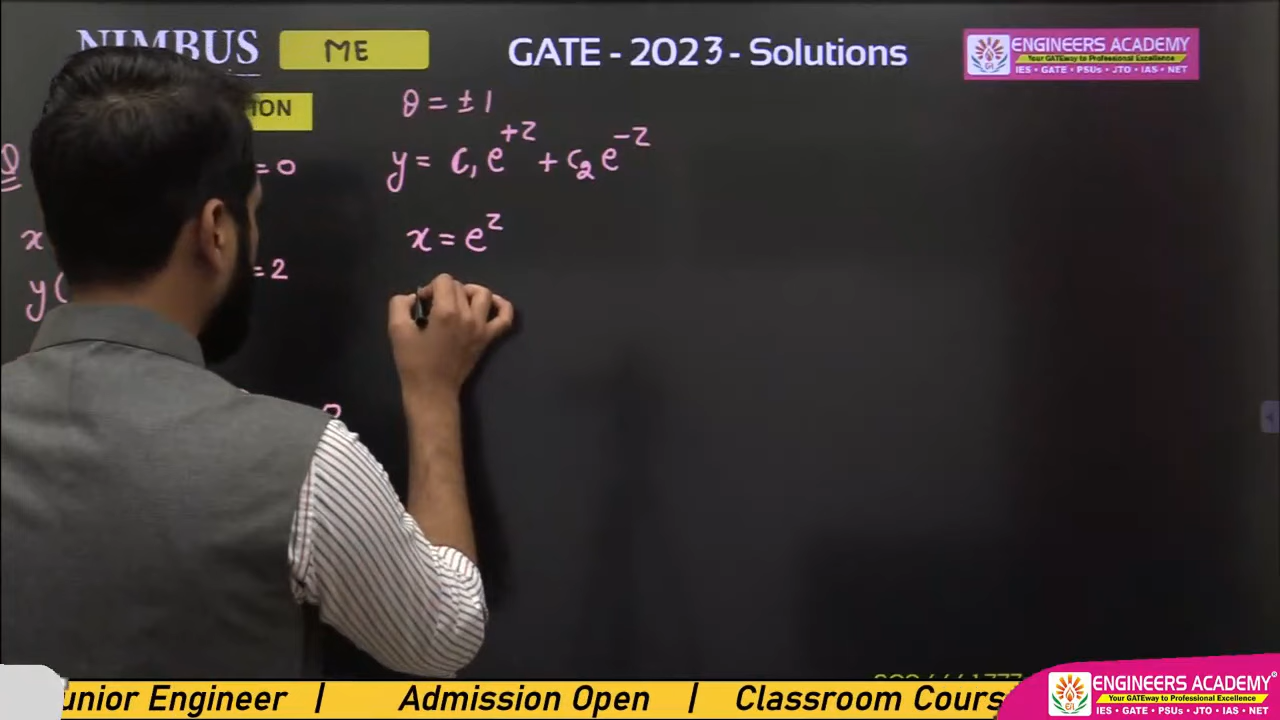 NIMBUS
ME
GATE - 2023 - Solutions
ENGINEERS ACADEMY
Your GATEway to Professional Excellence
IES • GATE • PSUs • JTO • IAS • NET
ION
θ = ±1
= 0
y = c₁e⁺ᶻ + c₂e⁻ᶻ
x
x = eᶻ
y(
= 2
unior Engineer | Admission Open | Classroom Cours
ENGINEERS ACADEMY
Your GATEway to Professional Excellence
IES • GATE • PSUs • JTO • IAS • NET